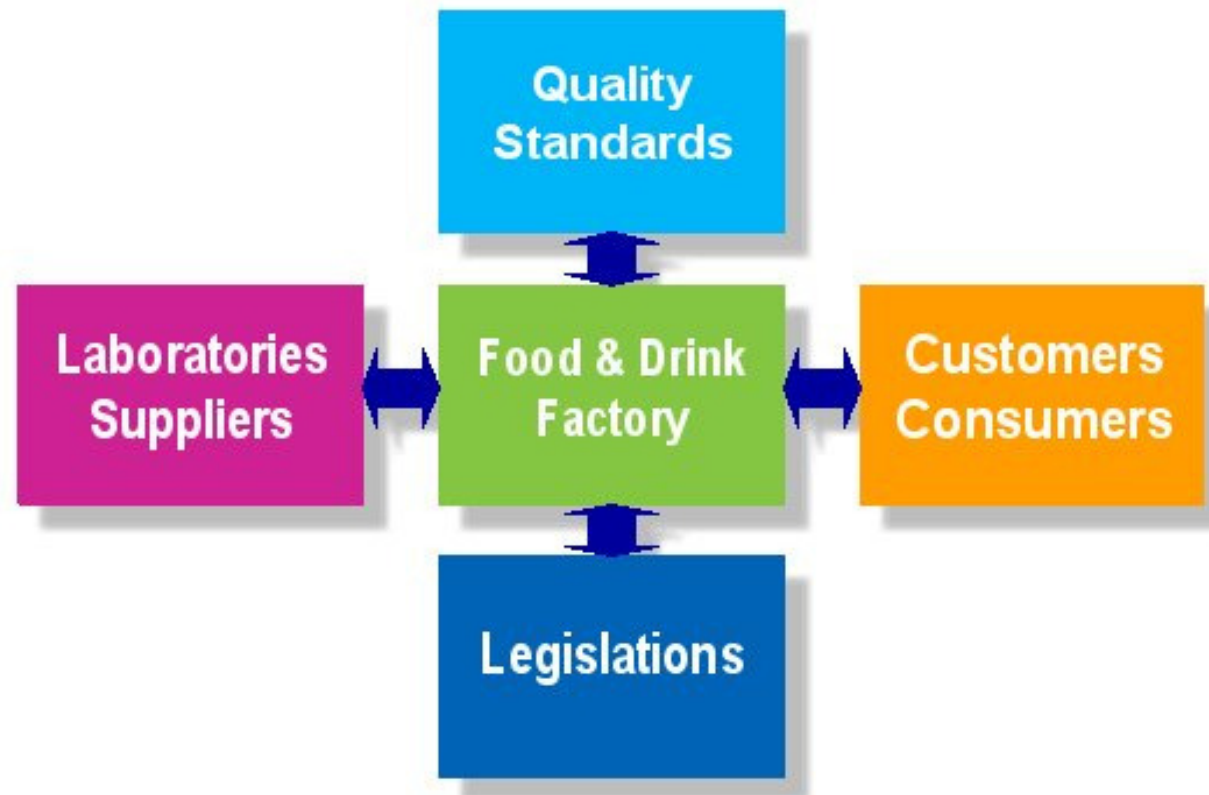 Quality
Standards
Laboratories
Suppliers
Food & Drink
Factory
Customers
Consumers
Legislations